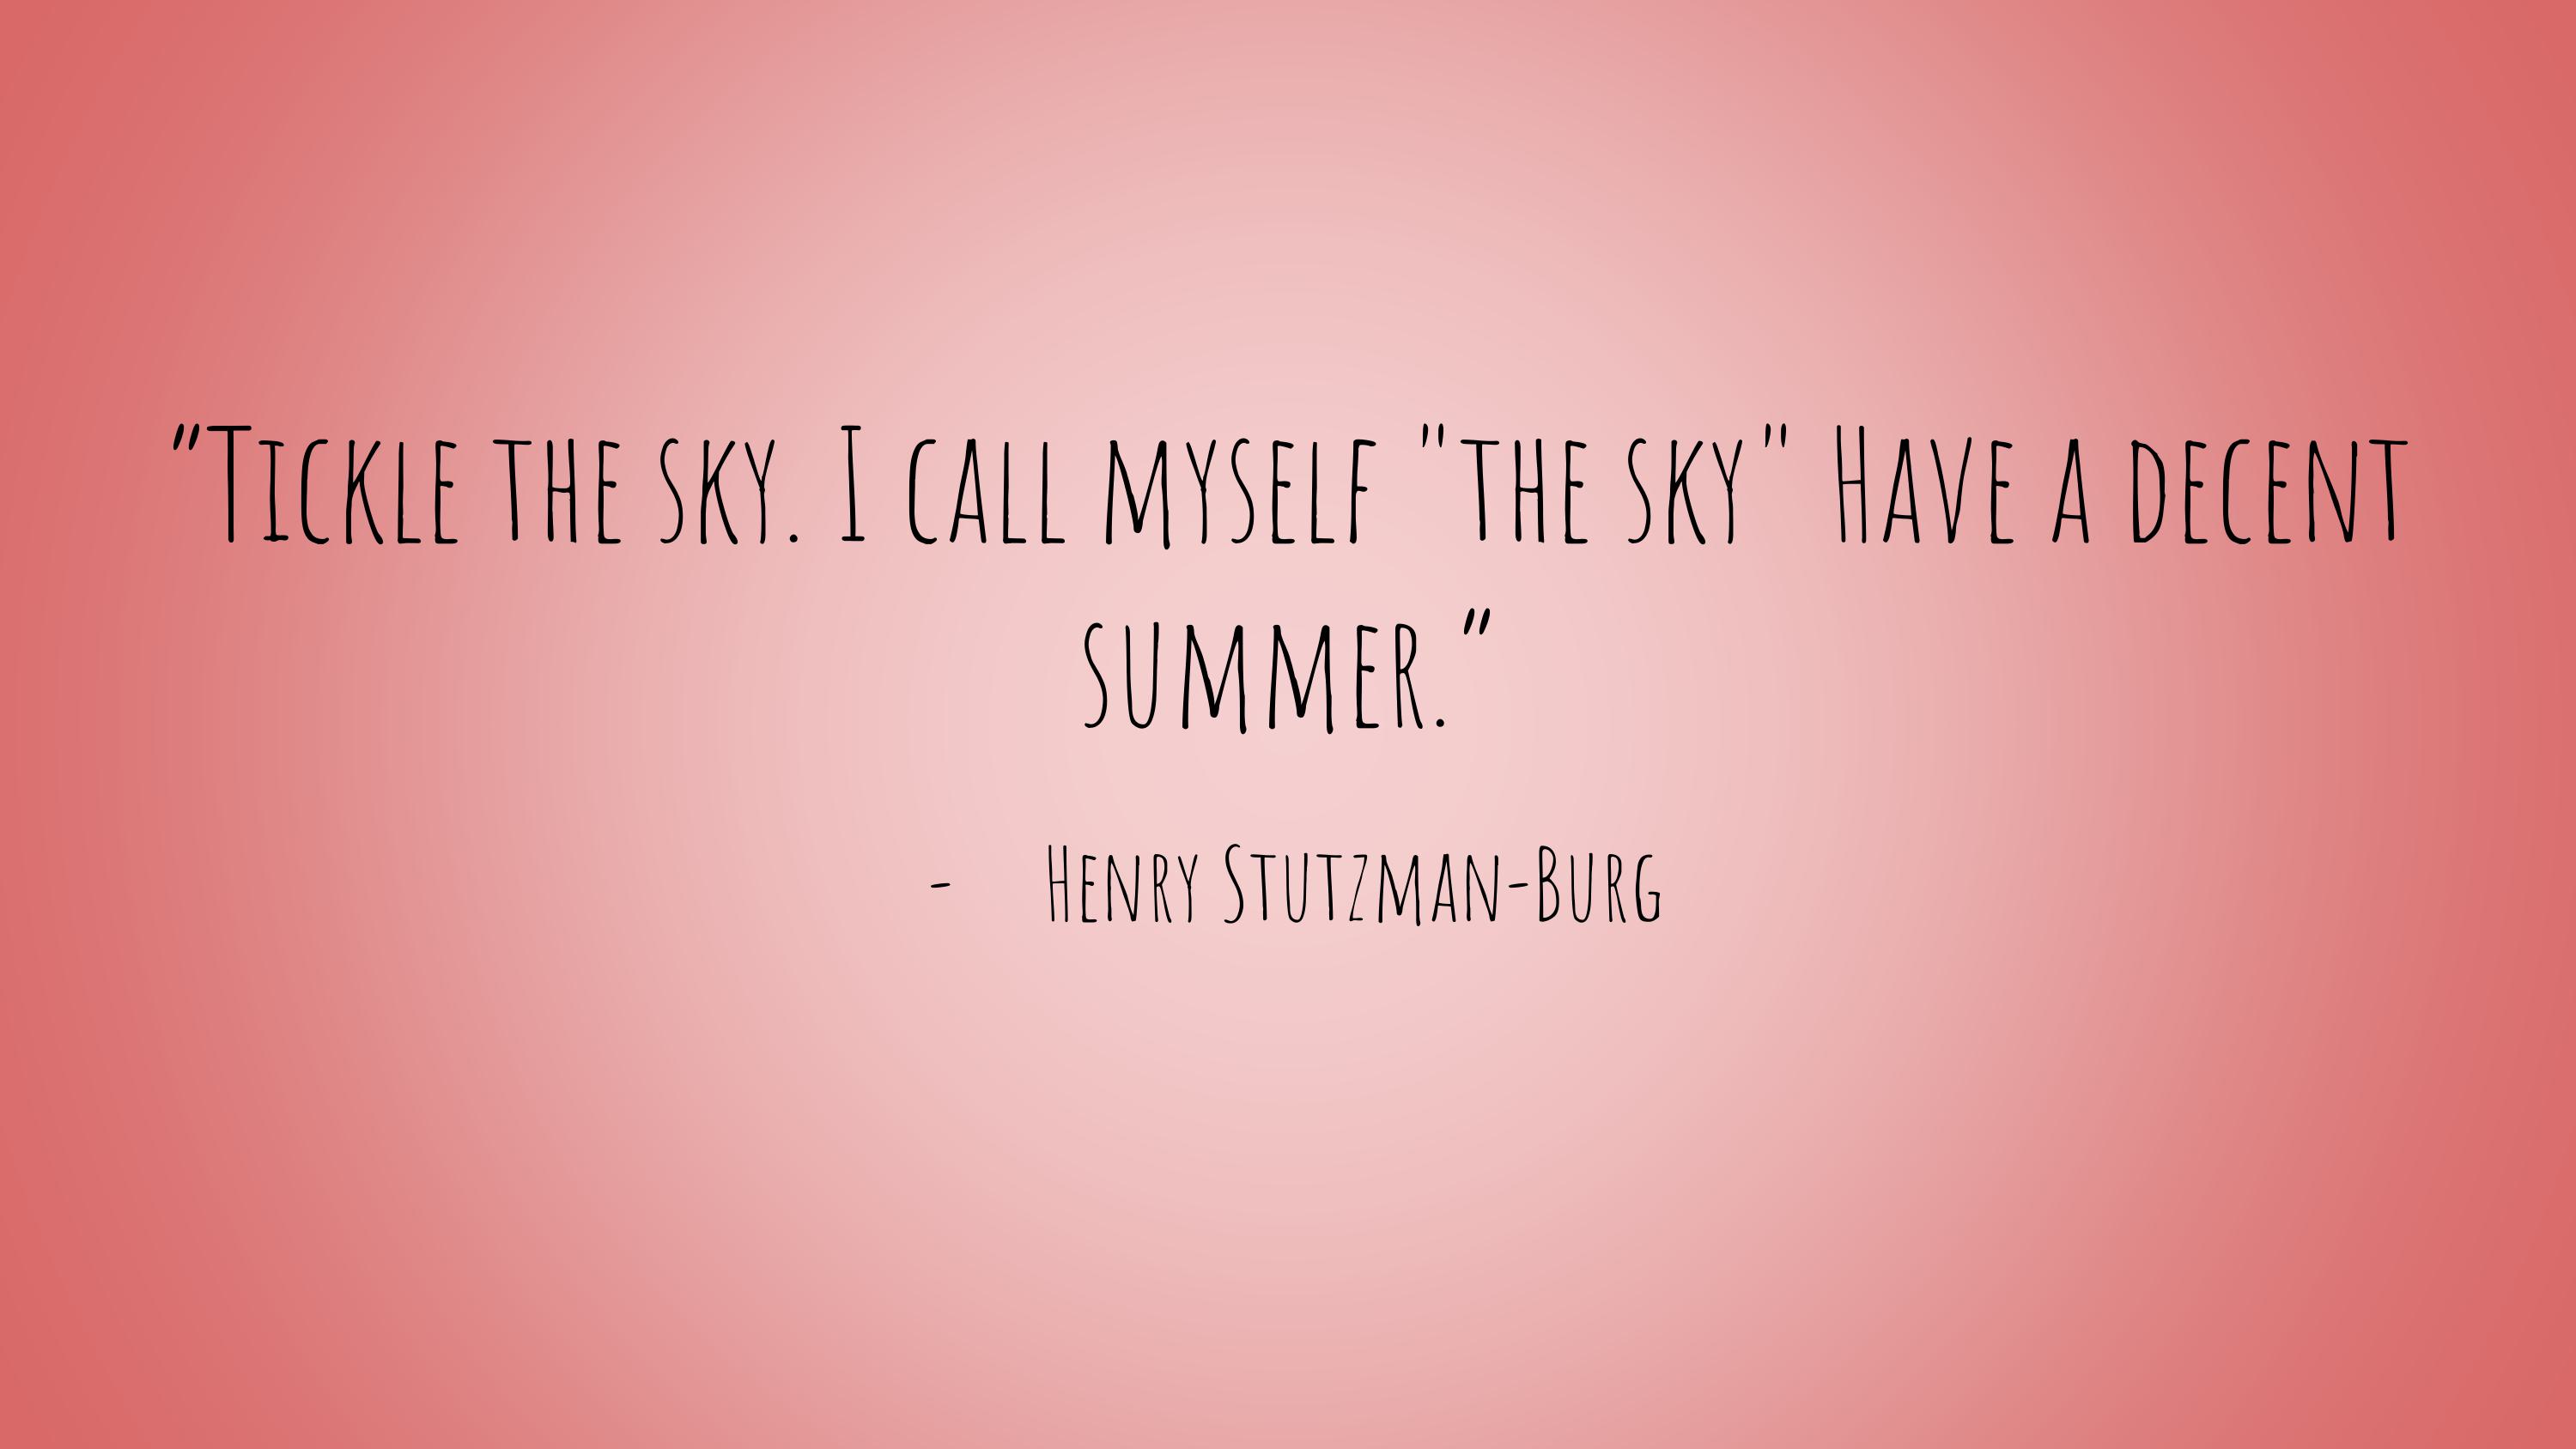 “Tickle the sky. I call myself "the sky" Have a decent
summer.”
- Henry Stutzman-Burg